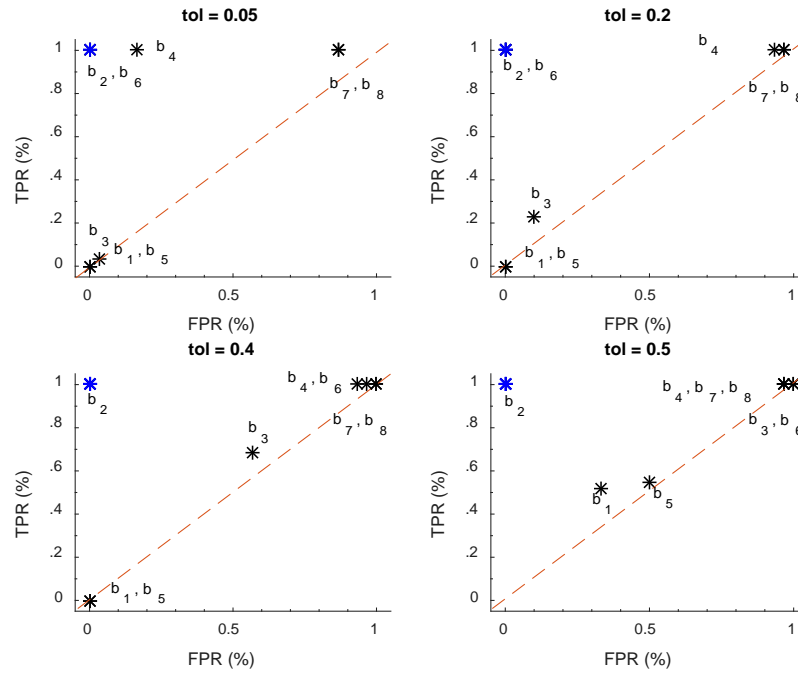 tol = 0.05
1
.8
.6
.4
.2
0
TPR (%)
b 2 , b 6
b 4
b 7 , b 8
b 3
b 1 , b 5
0
0.5
1
FPR (%)
tol = 0.2
1
.8
.6
.4
.2
0
TPR (%)
b 2 , b 6
b 4
b 7 , b 8
b 3
b 1 , b 5
0
0.5
1
FPR (%)
tol = 0.4
1
.8
.6
.4
.2
0
TPR (%)
b 2
b 4 , b 6
b 7 , b 8
b 3
b 1 , b 5
0
0.5
1
FPR (%)
tol = 0.5
1
.8
.6
.4
.2
0
TPR (%)
b 2
b 4 , b 7 , b 8
b 3 , b 6
b 1
b 5
0
0.5
1
FPR (%)